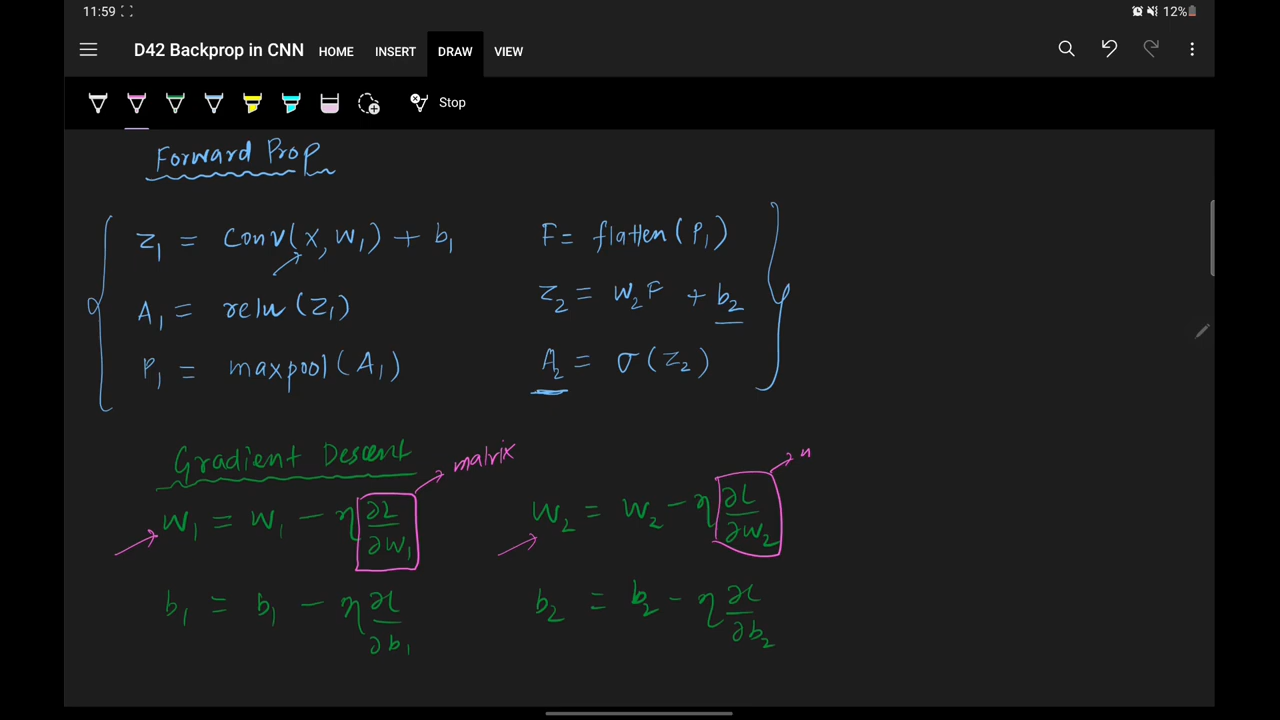 11:59 12%
D42 Backprop in CNN HOME INSERT DRAW VIEW
Stop
Forward Prop
z₁ = Conv(X, W₁) + b₁
A₁ = relu(z₁)
P₁ = maxpool(A₁)
F = flatten(P₁)
z₂ = W₂F + b₂
A₂ = σ(z₂)
Gradient Descent
matrix
W₁ = W₁ - η ∂L/∂W₁
b₁ = b₁ - η ∂L/∂b₁
W₂ = W₂ - η ∂L/∂W₂
b₂ = b₂ - η ∂L/∂b₂